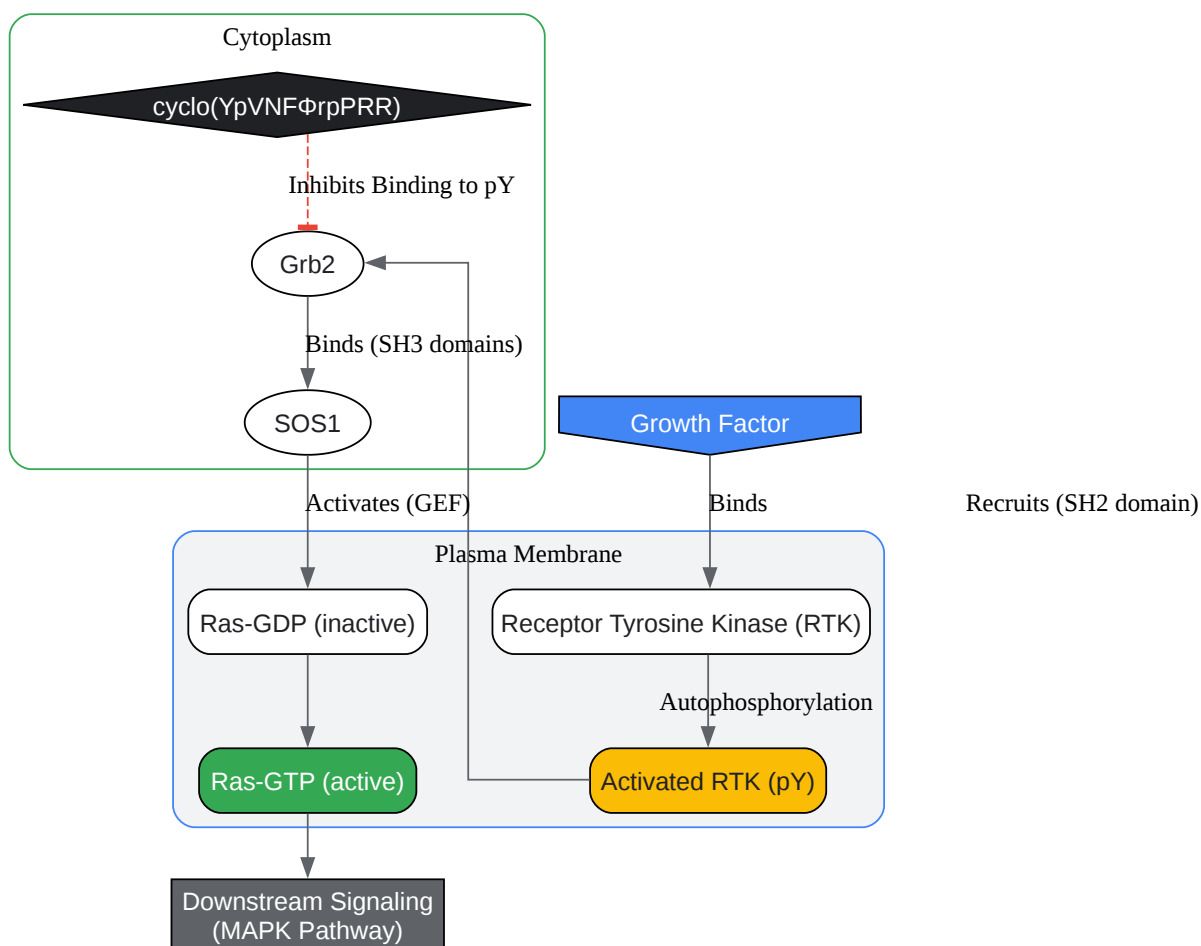 Cytoplasm
cyclo(YpVNFΦrpPRR)
Inhibits Binding to pY
Grb2
Binds (SH3 domains)
SOS1
Growth Factor
Activates (GEF)
Binds
Recruits (SH2 domain)
Plasma Membrane
Ras-GDP (inactive)
Receptor Tyrosine Kinase (RTK)
Autophosphorylation
Ras-GTP (active)
Activated RTK (pY)
Downstream Signaling
(MAPK Pathway)